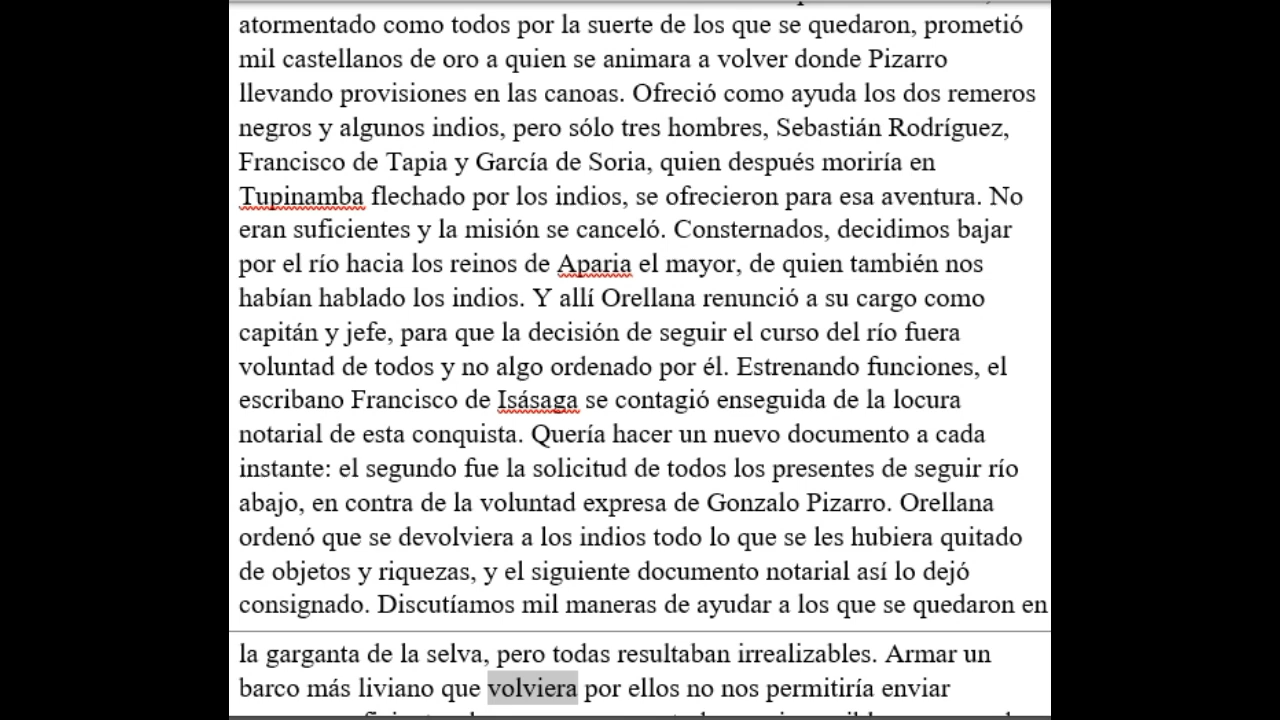 atormentado como todos por la suerte de los que se quedaron, prometió
mil castellanos de oro a quien se animara a volver donde Pizarro
llevando provisiones en las canoas. Ofreció como ayuda los dos remeros
negros y algunos indios, pero sólo tres hombres, Sebastián Rodríguez,
Francisco de Tapia y García de Soria, quien después moriría en
Tupinamba flechado por los indios, se ofrecieron para esa aventura. No
eran suficientes y la misión se canceló. Consternados, decidimos bajar
por el río hacia los reinos de Aparia el mayor, de quien también nos
habían hablado los indios. Y allí Orellana renunció a su cargo como
capitán y jefe, para que la decisión de seguir el curso del río fuera
voluntad de todos y no algo ordenado por él. Estrenando funciones, el
escribano Francisco de Isásaga se contagió enseguida de la locura
notarial de esta conquista. Quería hacer un nuevo documento a cada
instante: el segundo fue la solicitud de todos los presentes de seguir río
abajo, en contra de la voluntad expresa de Gonzalo Pizarro. Orellana
ordenó que se devolviera a los indios todo lo que se les hubiera quitado
de objetos y riquezas, y el siguiente documento notarial así lo dejó
consignado. Discutíamos mil maneras de ayudar a los que se quedaron en
la garganta de la selva, pero todas resultaban irrealizables. Armar un
barco más liviano que volviera por ellos no nos permitiría enviar